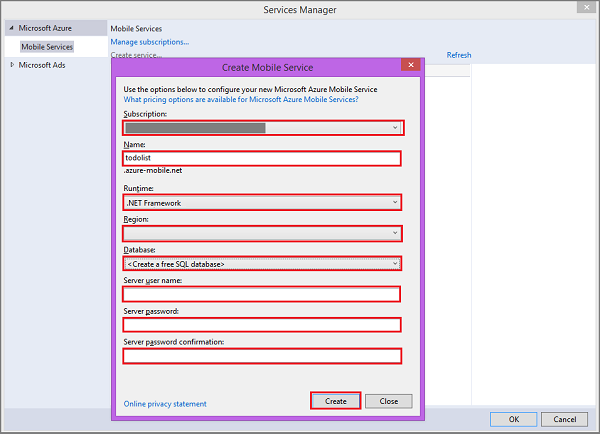 Services Manager
Microsoft Azure
Mobile Services
Microsoft Ads
Mobile Services
Manage subscriptions...
Create service...
Refresh
Create Mobile Service
Use the options below to configure your new Microsoft Azure Mobile Service
What pricing options are available for Microsoft Azure Mobile Services?
Subscription:
Name:
todolist
.azure-mobile.net
Runtime:
.NET Framework
Region:
Database:
<Create a free SQL database>
Server user name:
Server password:
Server password confirmation:
Online privacy statement
Create
Close
OK
Cancel